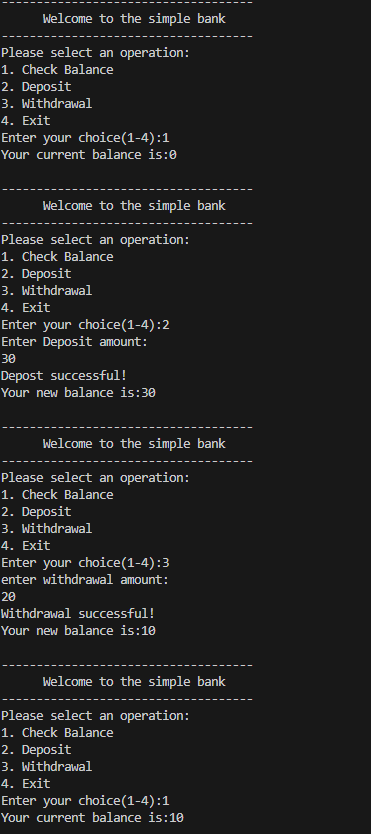 ------------------------------------
Welcome to the simple bank
------------------------------------
Please select an operation:
1. Check Balance
2. Deposit
3. Withdrawal
4. Exit
Enter your choice(1-4):1
Your current balance is:0
------------------------------------
Welcome to the simple bank
------------------------------------
Please select an operation:
1. Check Balance
2. Deposit
3. Withdrawal
4. Exit
Enter your choice(1-4):2
Enter Deposit amount:
30
Depost successful!
Your new balance is:30
------------------------------------
Welcome to the simple bank
------------------------------------
Please select an operation:
1. Check Balance
2. Deposit
3. Withdrawal
4. Exit
Enter your choice(1-4):3
enter withdrawal amount:
20
Withdrawal successful!
Your new balance is:10
------------------------------------
Welcome to the simple bank
------------------------------------
Please select an operation:
1. Check Balance
2. Deposit
3. Withdrawal
4. Exit
Enter your choice(1-4):1
Your current balance is:10